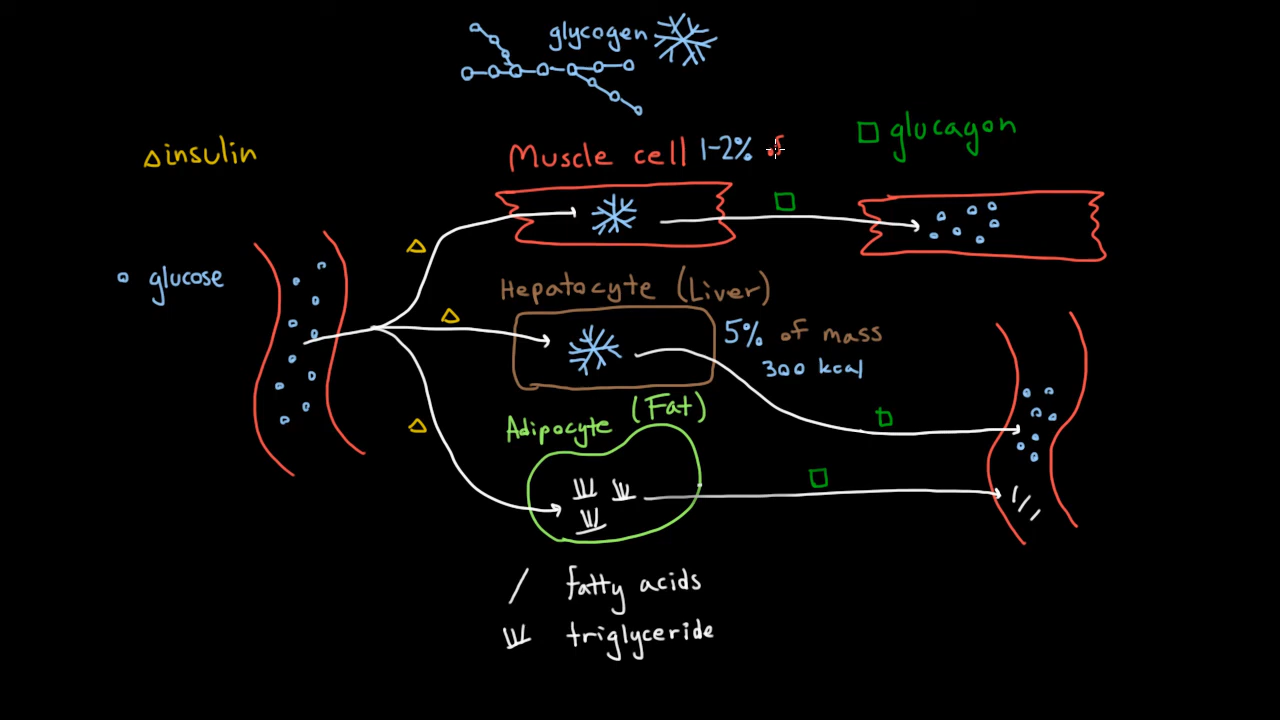 glycogen
insulin
glucagon
Muscle cell 1-2% of
glucose
Hepatocyte (Liver)
5% of mass
300 kcal
Adipocyte (Fat)
fatty acids
triglyceride